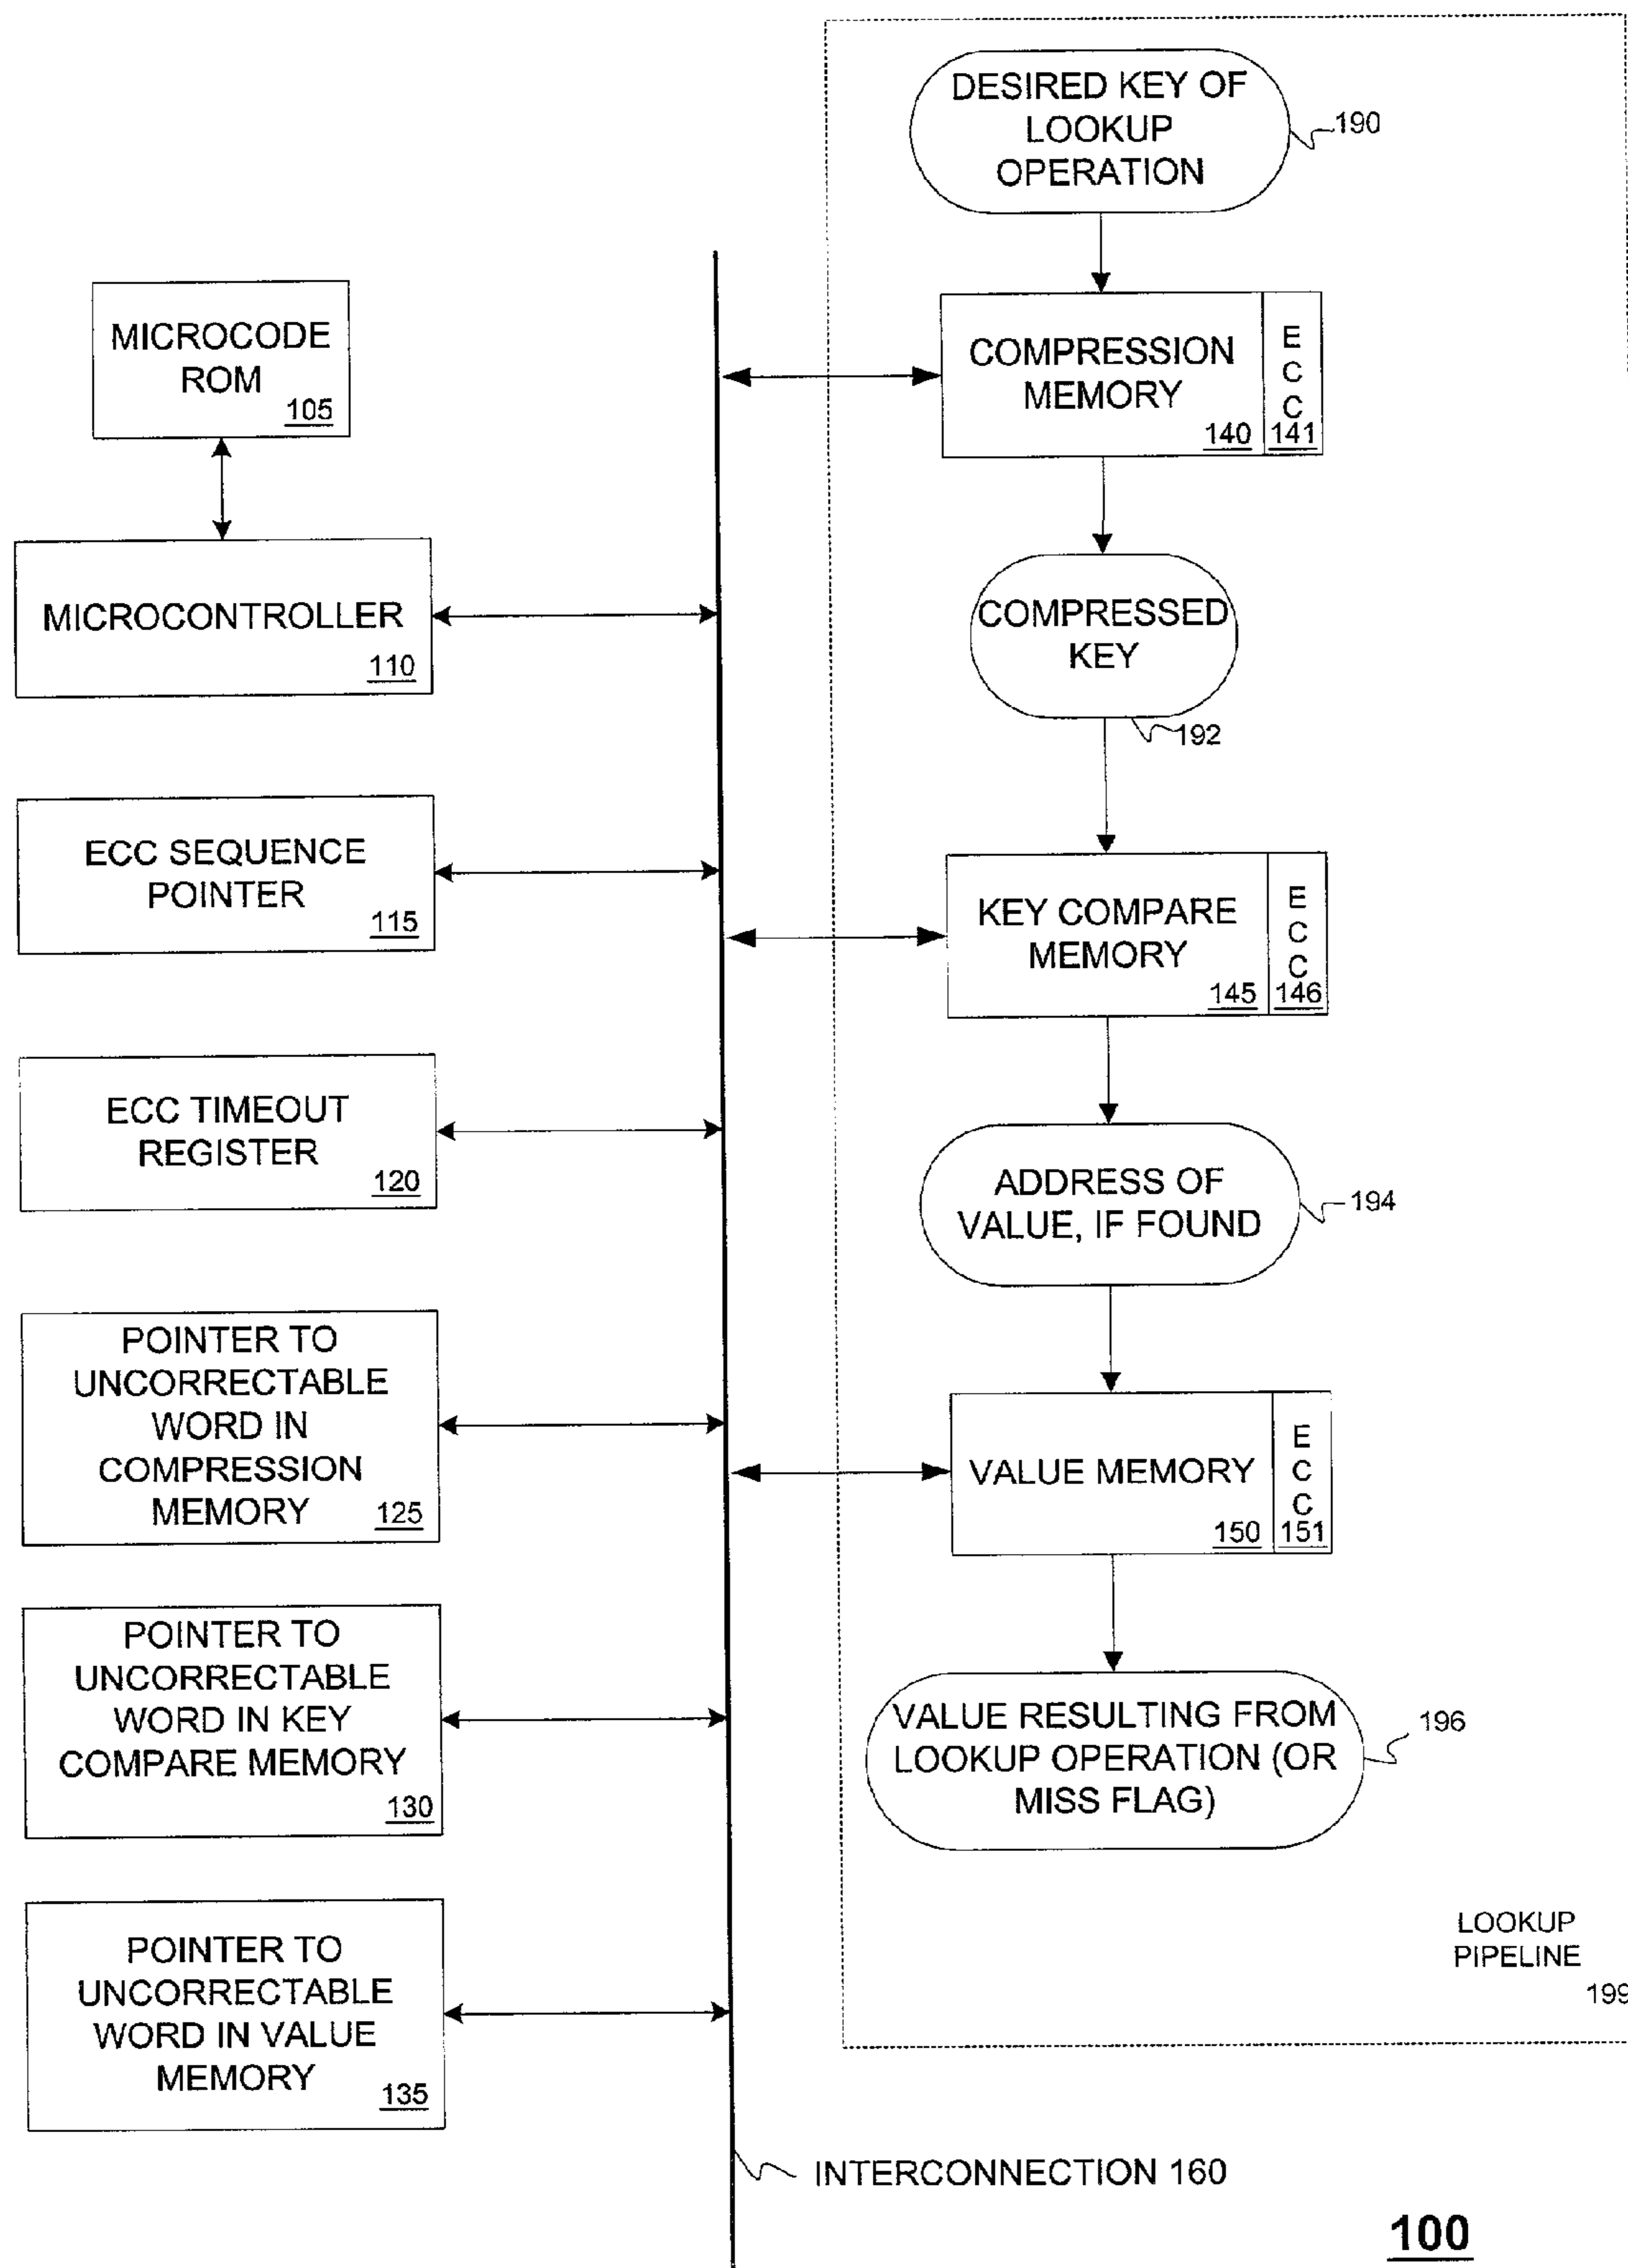 DESIRED KEY OF
LOOKUP
OPERATION
190
MICROCODE
ROM
105
COMPRESSION
MEMORY
140
E
C
C
141
MICROCONTROLLER
110
COMPRESSED
KEY
192
ECC SEQUENCE
POINTER
115
KEY COMPARE
MEMORY
145
E
C
C
146
ECC TIMEOUT
REGISTER
120
ADDRESS OF
VALUE, IF FOUND
194
POINTER TO
UNCORRECTABLE
WORD IN
COMPRESSION
MEMORY
125
VALUE MEMORY
150
E
C
C
151
POINTER TO
UNCORRECTABLE
WORD IN KEY
COMPARE MEMORY
130
VALUE RESULTING FROM
LOOKUP OPERATION (OR
MISS FLAG)
196
POINTER TO
UNCORRECTABLE
WORD IN VALUE
MEMORY
135
LOOKUP
PIPELINE
199
INTERCONNECTION 160
100